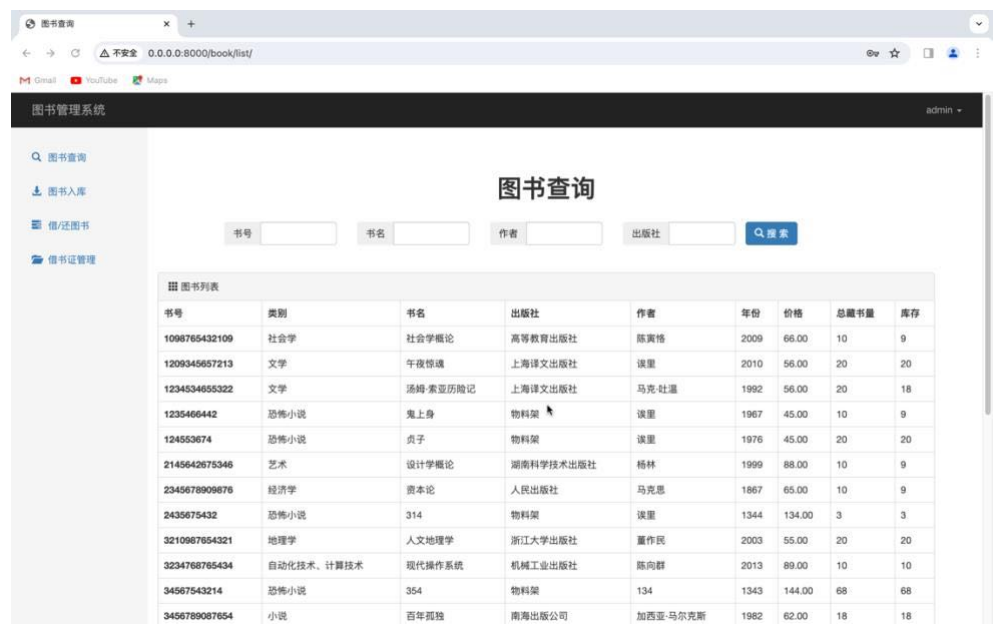 图书查询 × +
不安全 0.0.0.0:8000/book/list/
Gmail YouTube Maps
图书管理系统 admin
图书查询
图书入库
借/还图书
借书证管理
图书查询
书号 书名 作者 出版社 搜索
图书列表
书号 类别 书名 出版社 作者 年份 价格 总藏书量 库存
1098765432109 社会学 社会学概论 高等教育出版社 陈寅恪 2009 66.00 10 9
1209345657213 文学 午夜惊魂 上海译文出版社 诶里 2010 56.00 20 20
1234534655322 文学 汤姆·索亚历险记 上海译文出版社 马克·吐温 1992 56.00 20 18
1235466442 恐怖小说 鬼上身 物料架 诶里 1967 45.00 10 9
124553674 恐怖小说 贞子 物料架 诶里 1976 45.00 20 20
2145642675346 艺术 设计学概论 湖南科学技术出版社 杨林 1999 88.00 10 9
2345678909876 经济学 资本论 人民出版社 马克思 1867 65.00 10 9
2435675432 恐怖小说 314 物料架 诶里 1344 134.00 3 3
3210987654321 地理学 人文地理学 浙江大学出版社 董作民 2003 55.00 20 20
3234768765434 自动化技术、计算技术 现代操作系统 机械工业出版社 陈向群 2013 89.00 10 10
34567543214 恐怖小说 354 物料架 134 1343 144.00 68 68
3456789087654 小说 百年孤独 南海出版公司 加西亚·马尔克斯 1982 62.00 18 18